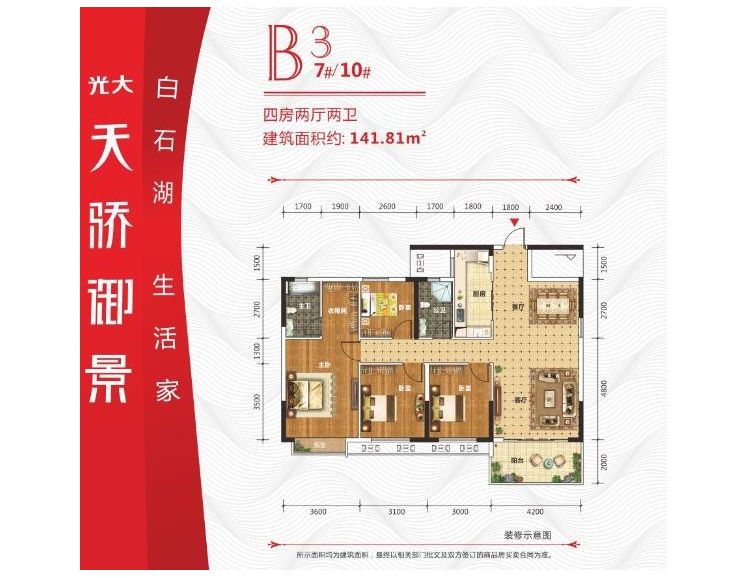 光大
天骄御景
白石湖 生活家
B3
7#/10#
四房两厅两卫
建筑面积约: 141.81m²
1700 1900 2600 1700 1800 1800 2400
1500
2700
1300
3500
1500
2700
4800
2000
主卫
衣帽间
卧室
公卫
厨房
客厅
主卧
卧室
卧室
客厅
阳台
3600 3100 3000 4200
装修示意图
所示面积均为建筑面积，最终以相关部门批文及双方签订的商品房买卖合同为准。